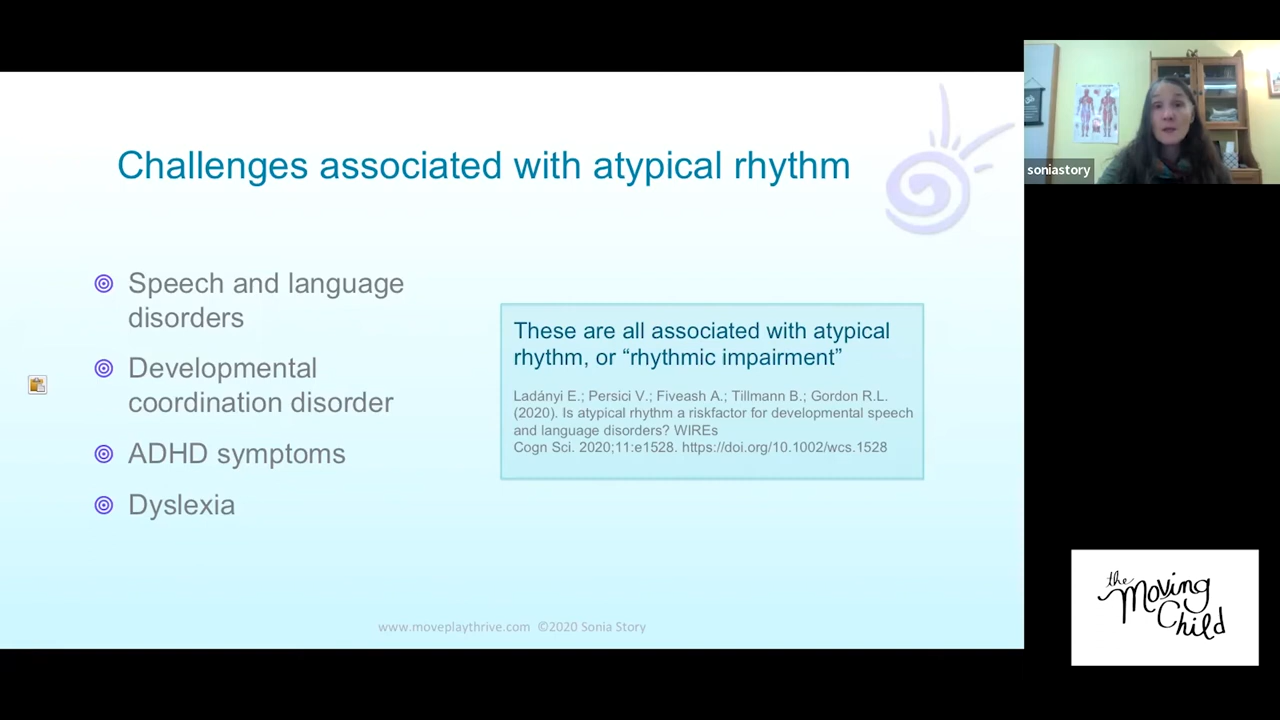 Challenges associated with atypical rhythm
Speech and language
disorders
Developmental
coordination disorder
ADHD symptoms
Dyslexia
These are all associated with atypical
rhythm, or “rhythmic impairment”
Ladányi E.; Persici V.; Fiveash A.; Tillmann B.; Gordon R.L.
(2020). Is atypical rhythm a riskfactor for developmental speech
and language disorders? WIREs
Cogn Sci. 2020;11:e1528. https://doi.org/10.1002/wcs.1528
www.moveplaythrive.com ©2020 Sonia Story
soniastory
the
Moving
Child